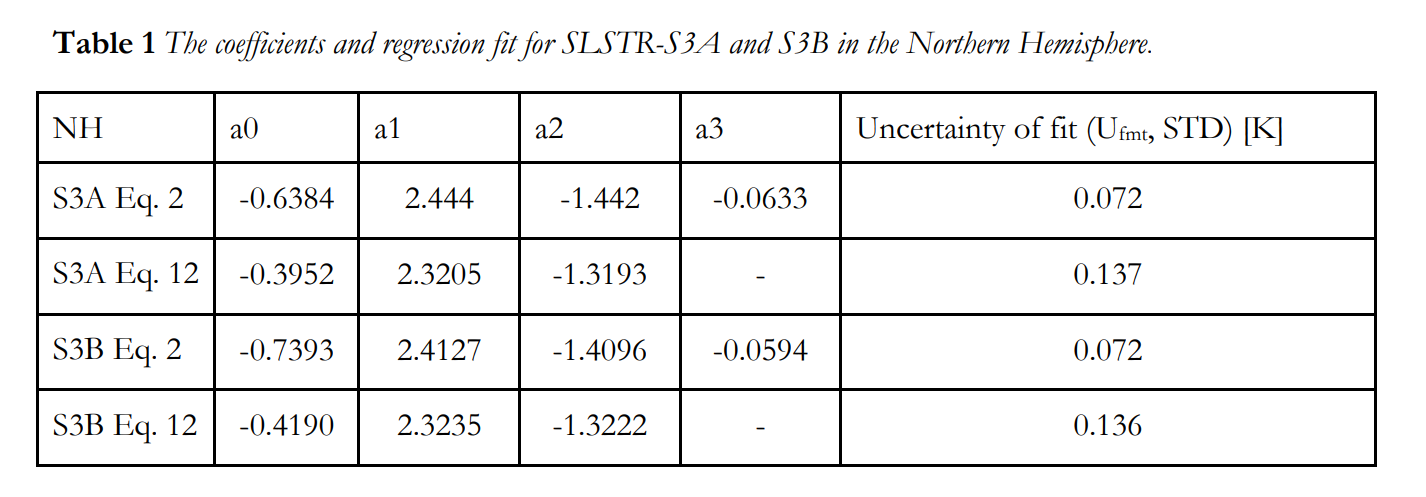 Table 1 The coefficients and regression fit for SLSTR-S3A and S3B in the Northern Hemisphere.
NH a0 a1 a2 a3 Uncertainty of fit (Ufmt, STD) [K]
S3A Eq. 2 -0.6384 2.444 -1.442 -0.0633 0.072
S3A Eq. 12 -0.3952 2.3205 -1.3193 - 0.137
S3B Eq. 2 -0.7393 2.4127 -1.4096 -0.0594 0.072
S3B Eq. 12 -0.4190 2.3235 -1.3222 - 0.136